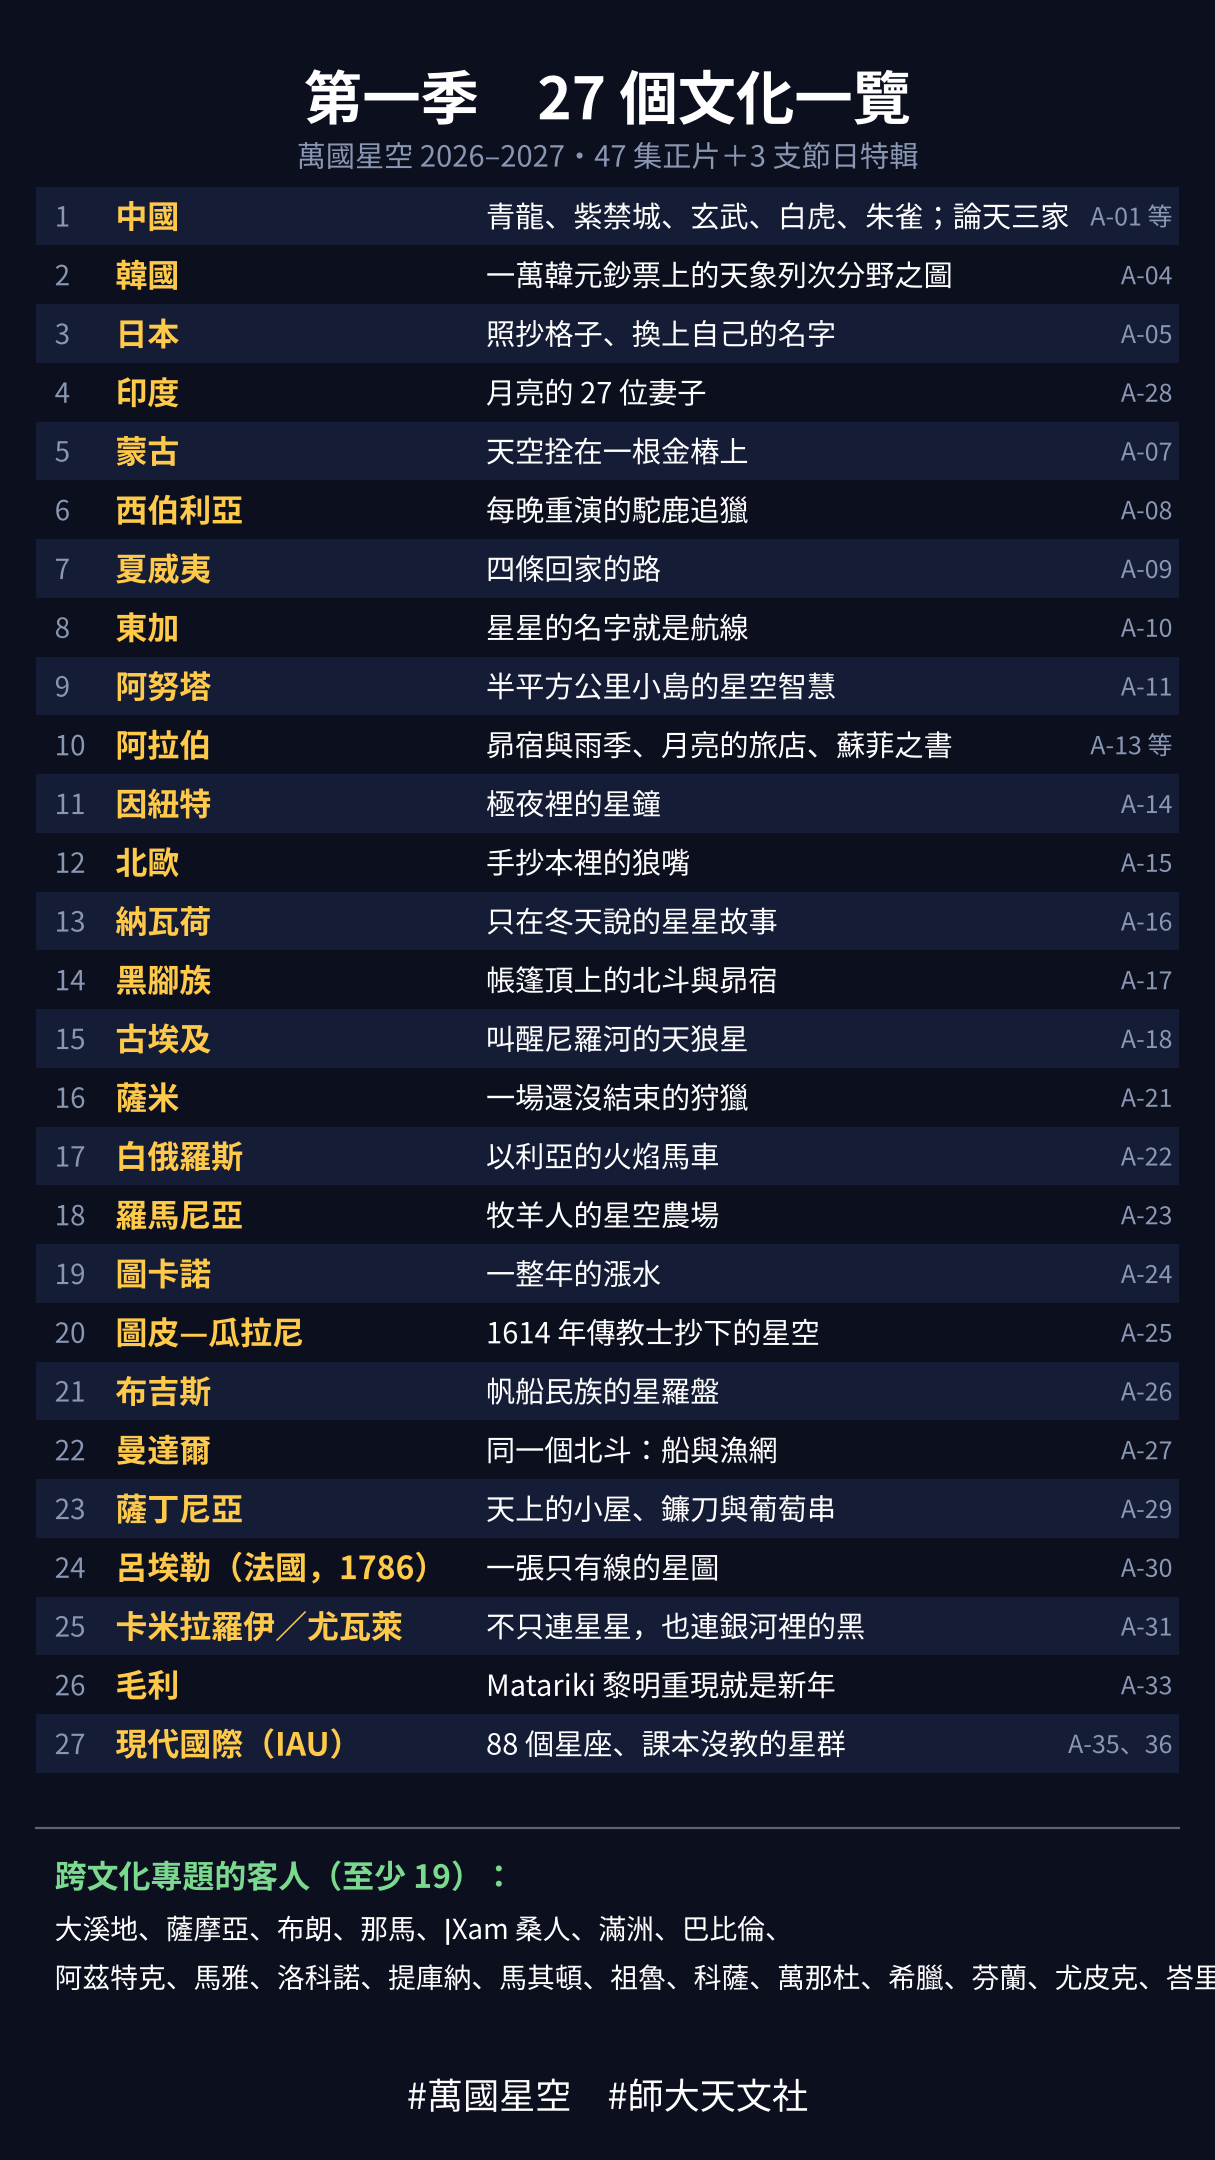 第一季　27 個文化一覽
萬國星空 2026–2027・47 集正片＋3 支節日特輯
1 中國 青龍、紫禁城、玄武、白虎、朱雀；論天三家 A-01 等
2 韓國 一萬韓元鈔票上的天象列次分野之圖 A-04
3 日本 照抄格子、換上自己的名字 A-05
4 印度 月亮的 27 位妻子 A-28
5 蒙古 天空拴在一根金樁上 A-07
6 西伯利亞 每晚重演的駝鹿追獵 A-08
7 夏威夷 四條回家的路 A-09
8 東加 星星的名字就是航線 A-10
9 阿努塔 半平方公里小島的星空智慧 A-11
10 阿拉伯 昴宿與雨季、月亮的旅店、蘇菲之書 A-13 等
11 因紐特 極夜裡的星鐘 A-14
12 北歐 手抄本裡的狼嘴 A-15
13 納瓦荷 只在冬天說的星星故事 A-16
14 黑腳族 帳篷頂上的北斗與昴宿 A-17
15 古埃及 叫醒尼羅河的天狼星 A-18
16 薩米 一場還沒結束的狩獵 A-21
17 白俄羅斯 以利亞的火焰馬車 A-22
18 羅馬尼亞 牧羊人的星空農場 A-23
19 圖卡諾 一整年的漲水 A-24
20 圖皮—瓜拉尼 1614 年傳教士抄下的星空 A-25
21 布吉斯 帆船民族的星羅盤 A-26
22 曼達爾 同一個北斗：船與漁網 A-27
23 薩丁尼亞 天上的小屋、鐮刀與葡萄串 A-29
24 呂埃勒（法國，1786） 一張只有線的星圖 A-30
25 卡米拉羅伊／尤瓦萊 不只連星星，也連銀河裡的黑 A-31
26 毛利 Matariki 黎明重現就是新年 A-33
27 現代國際（IAU） 88 個星座、課本沒教的星群 A-35、36
跨文化專題的客人（至少 19）：
大溪地、薩摩亞、布朗、那馬、|Xam 桑人、滿洲、巴比倫、
阿茲特克、馬雅、洛科諾、提庫納、馬其頓、祖魯、科薩、萬那杜、希臘、芬蘭、尤皮克、峇里
#萬國星空　#師大天文社